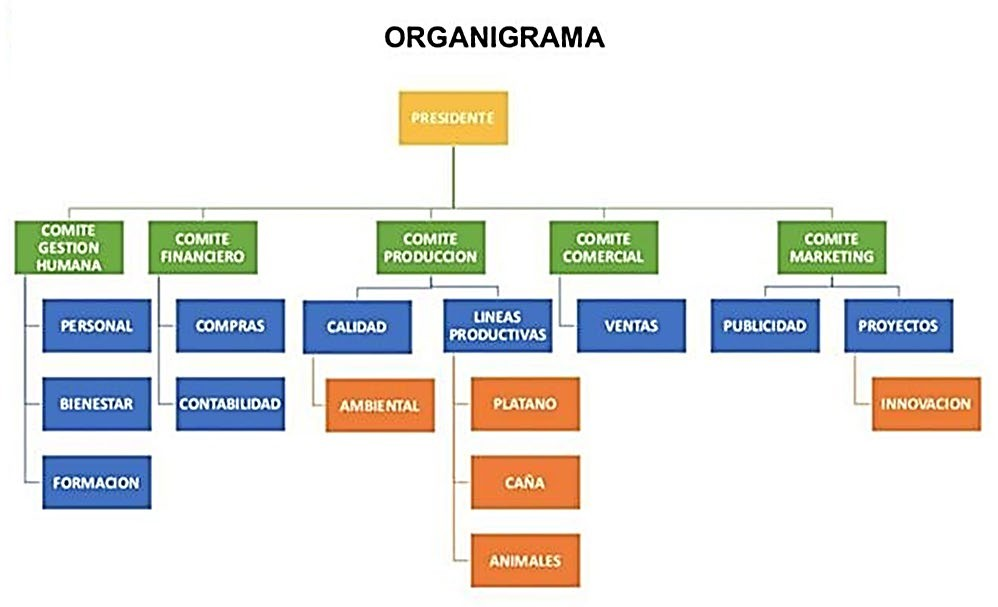 ORGANIGRAMA
PRESIDENTE
COMITE
GESTION
HUMANA
COMITE
FINANCIERO
COMITE
PRODUCCION
COMITE
COMERCIAL
COMITE
MARKETING
PERSONAL
COMPRAS
CALIDAD
LINEAS
PRODUCTIVAS
VENTAS
PUBLICIDAD
PROYECTOS
BIENESTAR
CONTABILIDAD
AMBIENTAL
PLATANO
INNOVACION
FORMACION
CAÑA
ANIMALES